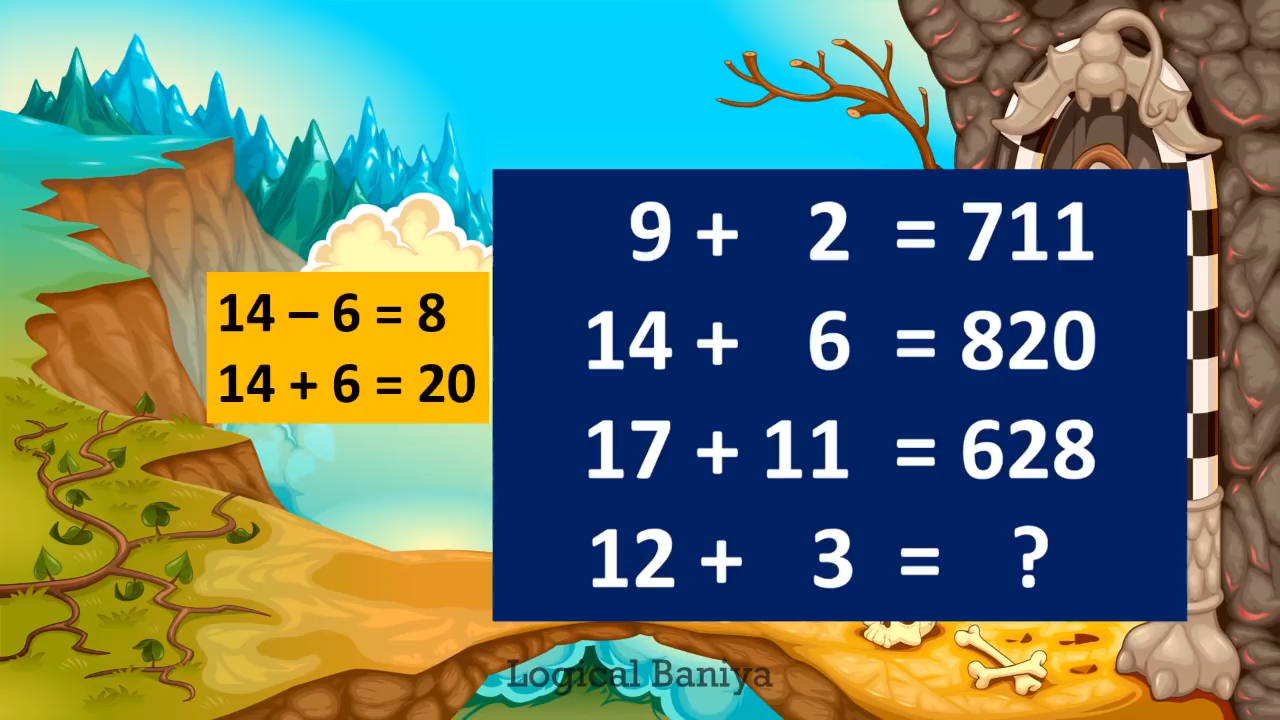 14 – 6 = 8
14 + 6 = 20
9 + 2 = 711
14 + 6 = 820
17 + 11 = 628
12 + 3 = ?
Logical Baniya